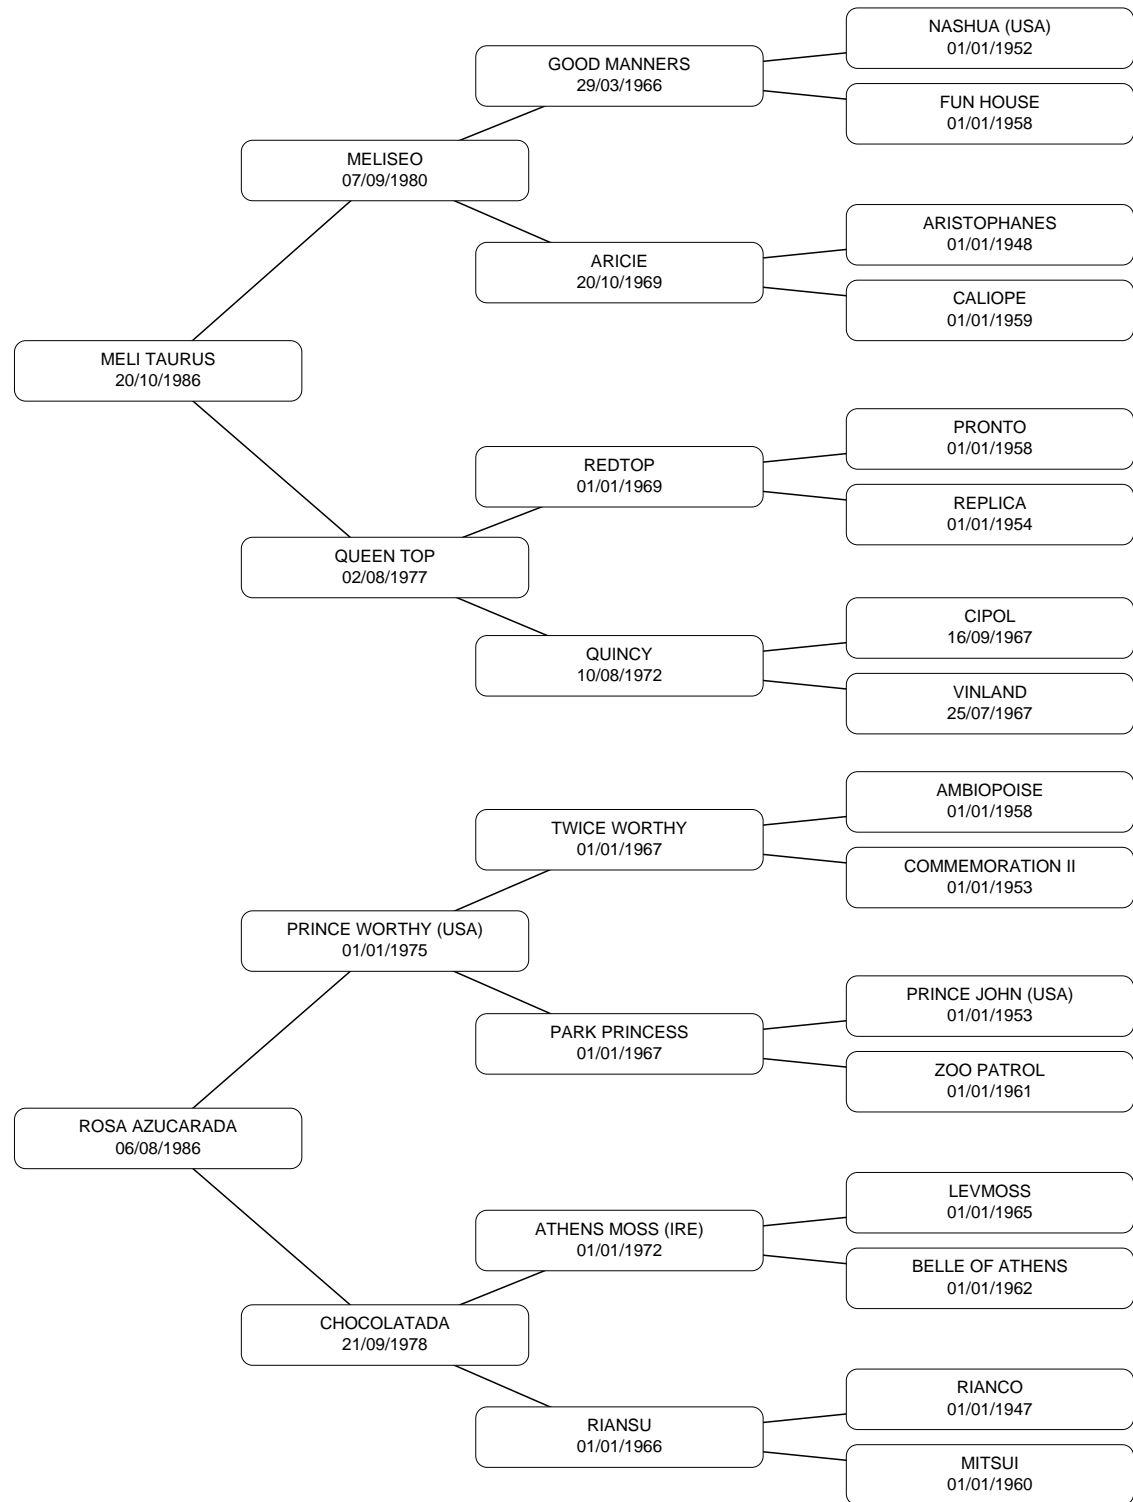 NASHUA (USA)
01/01/1952
GOOD MANNERS
29/03/1966
FUN HOUSE
01/01/1958
MELISEO
07/09/1980
ARISTOPHANES
01/01/1948
ARICIE
20/10/1969
CALIOPE
01/01/1959
MELI TAURUS
20/10/1986
PRONTO
01/01/1958
REDTOP
01/01/1969
REPLICA
01/01/1954
QUEEN TOP
02/08/1977
CIPOL
16/09/1967
QUINCY
10/08/1972
VINLAND
25/07/1967
AMBIOPOISE
01/01/1958
TWICE WORTHY
01/01/1967
COMMEMORATION II
01/01/1953
PRINCE WORTHY (USA)
01/01/1975
PRINCE JOHN (USA)
01/01/1953
PARK PRINCESS
01/01/1967
ZOO PATROL
01/01/1961
ROSA AZUCARADA
06/08/1986
LEVMOSS
01/01/1965
ATHENS MOSS (IRE)
01/01/1972
BELLE OF ATHENS
01/01/1962
CHOCOLATADA
21/09/1978
RIANCO
01/01/1947
RIANSU
01/01/1966
MITSUI
01/01/1960